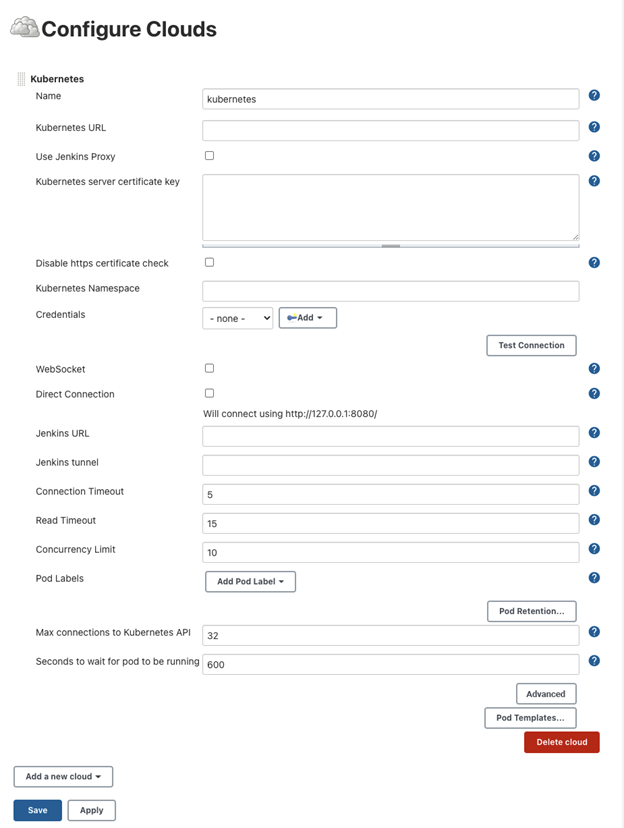 Configure Clouds
Kubernetes
Name
kubernetes
?
Kubernetes URL
?
Use Jenkins Proxy
?
Kubernetes server certificate key
?
Disable https certificate check
?
Kubernetes Namespace
Credentials
- none -
Add
Test Connection
WebSocket
?
Direct Connection
?
Will connect using http://127.0.0.1:8080/
Jenkins URL
?
Jenkins tunnel
?
Connection Timeout
5
?
Read Timeout
15
?
Concurrency Limit
10
?
Pod Labels
Add Pod Label
?
Pod Retention...
Max connections to Kubernetes API
32
?
Seconds to wait for pod to be running
600
?
Advanced
Pod Templates...
Delete cloud
Add a new cloud
Save
Apply